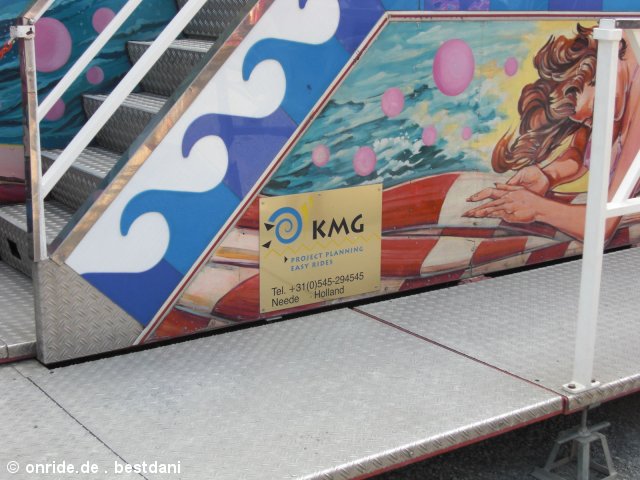 KMG
PROJECT PLANNING
EASY RIDES
Tel. +31(0)545-294545
Neede Holland
© onride.de . bestdani